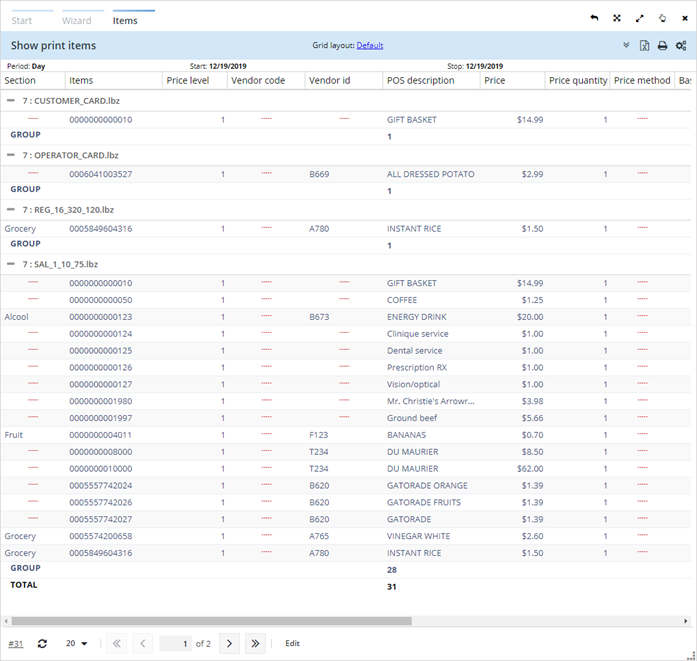 Start Wizard Items
Show print items Grid layout: Default
Period: Day Start: 12/19/2019 Stop: 12/19/2019
Section Items Price level Vendor code Vendor id POS description Price Price quantity Price method Bas
7 : CUSTOMER_CARD.lbz
----- 0000000000010 1 ----- ----- GIFT BASKET $14.99 1 -----
GROUP 1
7 : OPERATOR_CARD.lbz
----- 0006041003527 1 ----- B669 ALL DRESSED POTATO $2.99 1 -----
GROUP 1
7 : REG_16_320_120.lbz
Grocery 0005849604316 1 ----- A780 INSTANT RICE $1.50 1 -----
GROUP 1
7 : SAL_1_10_75.lbz
----- 0000000000010 1 ----- ----- GIFT BASKET $14.99 1 -----
----- 0000000000050 1 ----- ----- COFFEE $1.25 1 -----
Alcool 0000000000123 1 ----- B673 ENERGY DRINK $20.00 1 -----
----- 0000000000124 1 ----- ----- Clinique service $1.00 1 -----
----- 0000000000125 1 ----- ----- Dental service $1.00 1 -----
----- 0000000000126 1 ----- ----- Prescription RX $1.00 1 -----
----- 0000000000127 1 ----- ----- Vision/optical $1.00 1 -----
----- 0000000001980 1 ----- ----- Mr. Christie's Arrowr... $3.98 1 -----
----- 0000000001997 1 ----- ----- Ground beef $5.66 1 -----
Fruit 0000000004011 1 ----- F123 BANANAS $0.70 1 -----
----- 0000000008000 1 ----- T234 DU MAURIER $8.50 1 -----
----- 0000000010000 1 ----- T234 DU MAURIER $62.00 1 -----
----- 0005557742024 1 ----- B620 GATORADE ORANGE $1.39 1 -----
----- 0005557742026 1 ----- B620 GATORADE FRUITS $1.39 1 -----
----- 0005557742027 1 ----- B620 GATORADE $1.39 1 -----
Grocery 0005574200658 1 ----- A765 VINEGAR WHITE $2.60 1 -----
Grocery 0005849604316 1 ----- A780 INSTANT RICE $1.50 1 -----
GROUP 28
TOTAL 31
#31 20 1 of 2 Edit